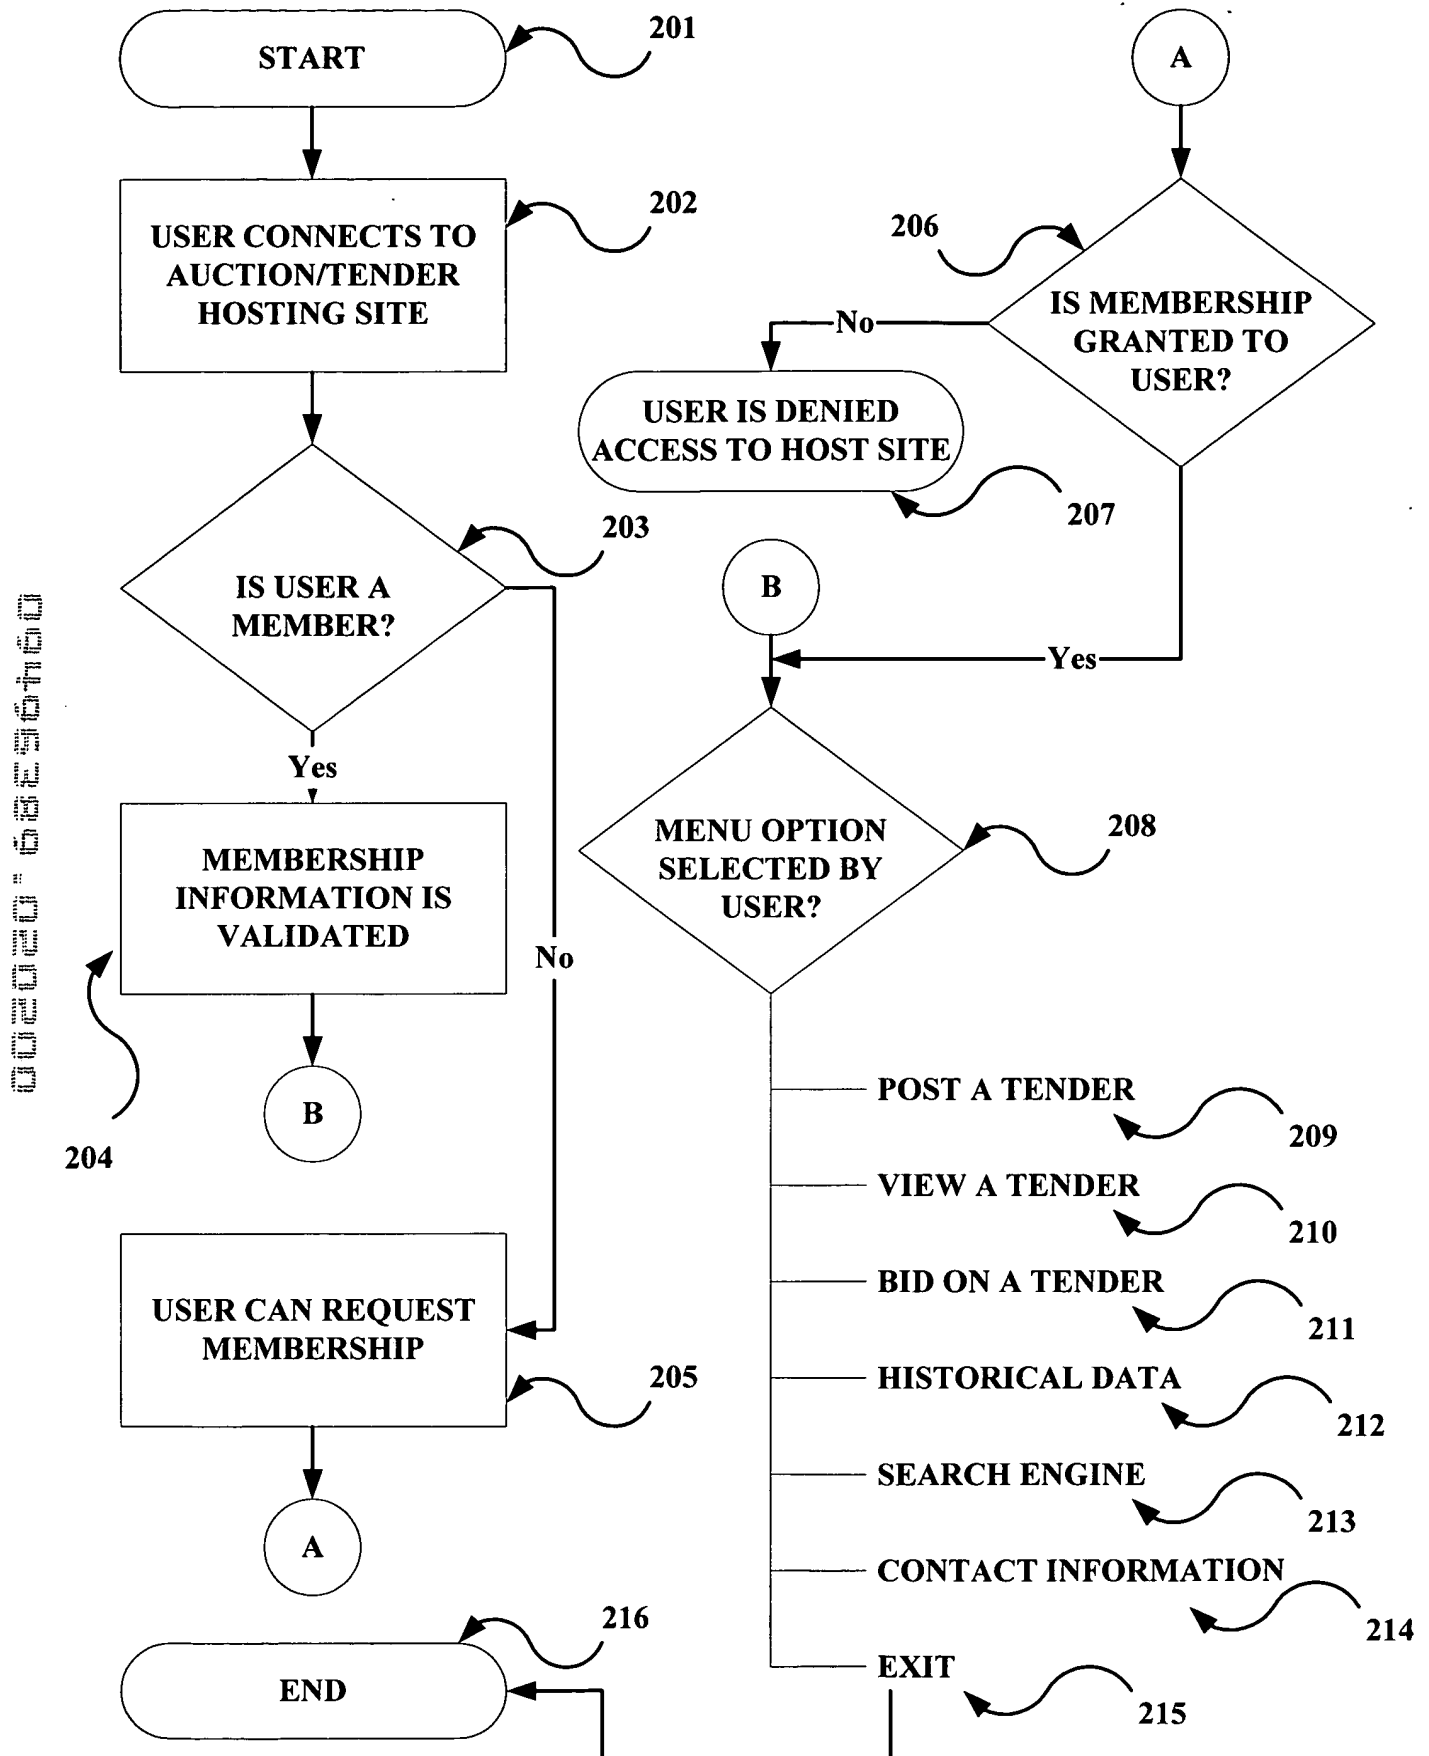 START
201
USER CONNECTS TO
AUCTION/TENDER
HOSTING SITE
202
IS USER A
MEMBER?
203
Yes
No
MEMBERSHIP
INFORMATION IS
VALIDATED
204
B
USER CAN REQUEST
MEMBERSHIP
205
A
END
216
A
206
IS MEMBERSHIP
GRANTED TO
USER?
No
USER IS DENIED
ACCESS TO HOST SITE
207
B
Yes
MENU OPTION
SELECTED BY
USER?
208
POST A TENDER
209
VIEW A TENDER
210
BID ON A TENDER
211
HISTORICAL DATA
212
SEARCH ENGINE
213
CONTACT INFORMATION
214
EXIT
215